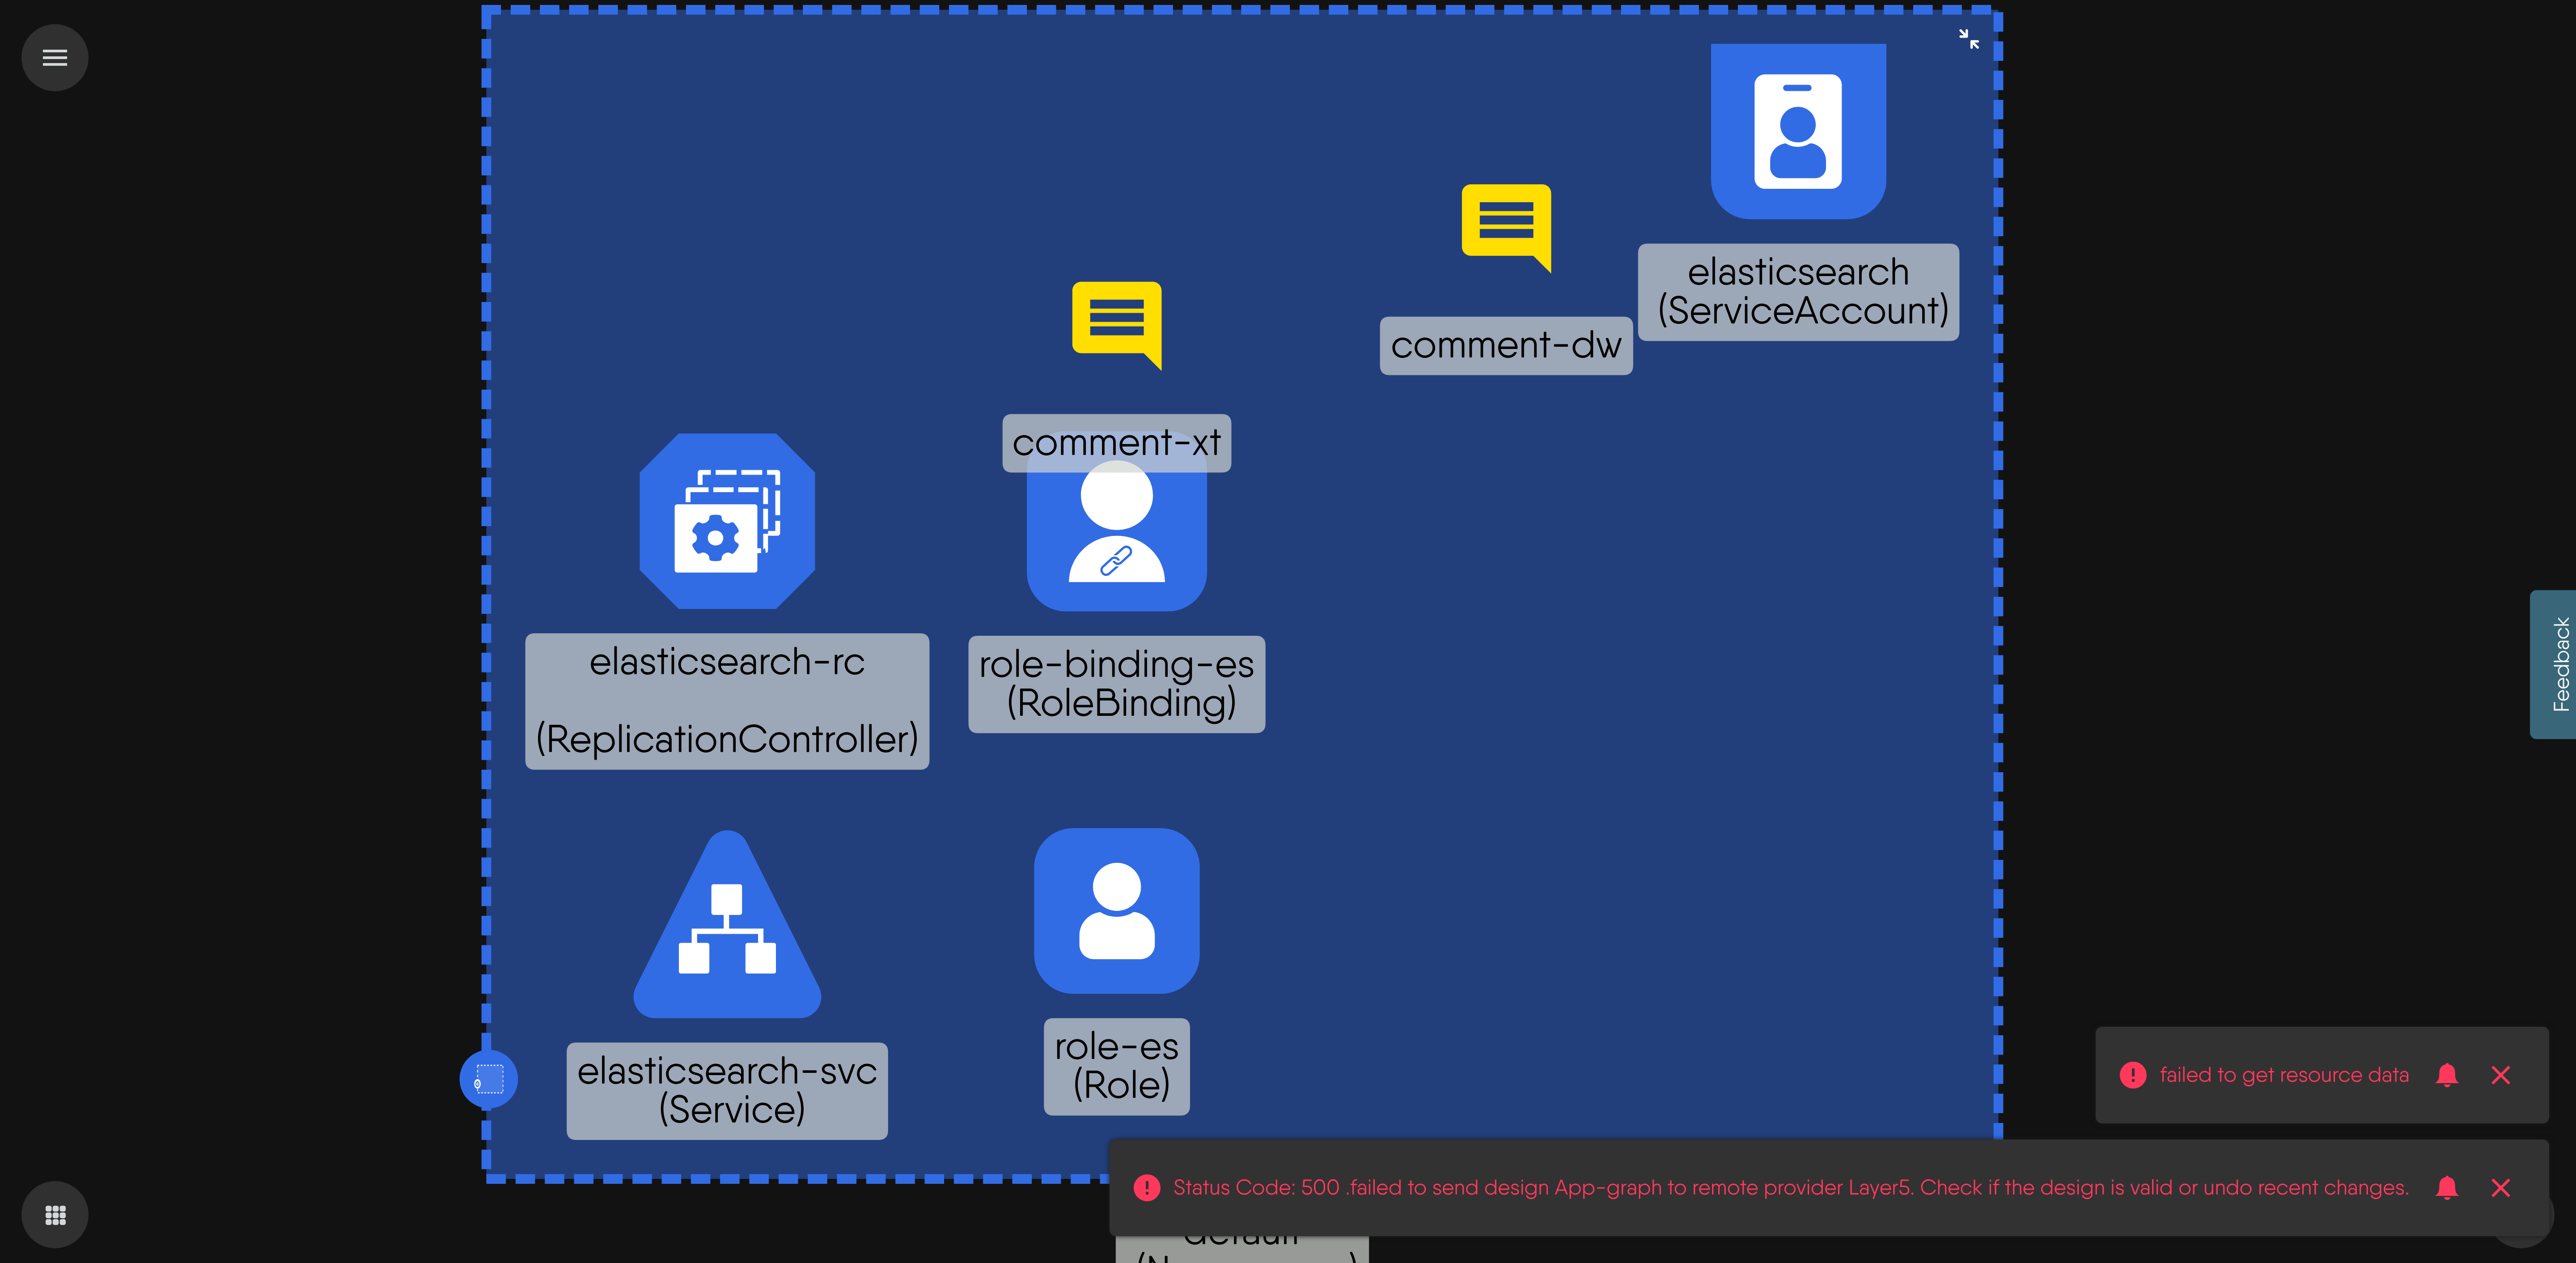 elasticsearch
(ServiceAccount)
comment-dw
comment-xt
elasticsearch-rc
(ReplicationController)
role-binding-es
(RoleBinding)
Feedback
elasticsearch-svc
(Service)
role-es
(Role)
failed to get resource data
Status Code: 500 .failed to send design App-graph to remote provider Layer5. Check if the design is valid or undo recent changes.
default